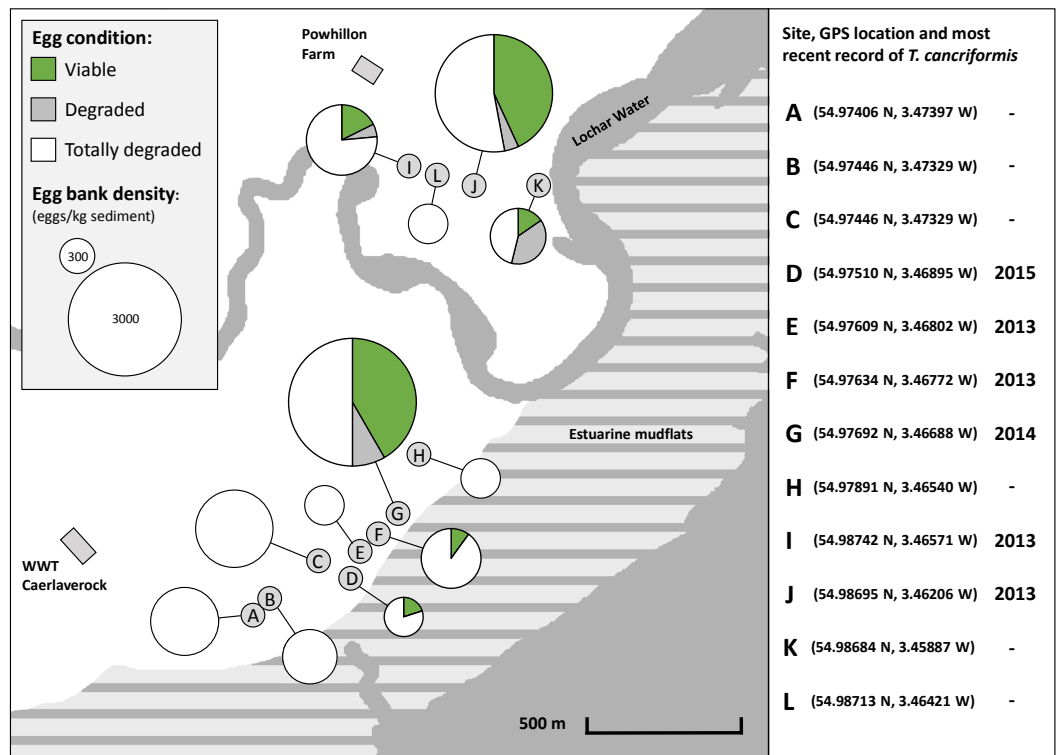 Egg condition:
Viable
Degraded
Totally degraded
Egg bank density:
(eggs/kg sediment)
300
3000
Powhillon
Farm
Lochar Water
I
L
J
K
Estuarine mudflats
H
G
F
E
C
D
B
A
WWT
Caerlaverock
500 m
Site, GPS location and most
recent record of T. cancriformis
A (54.97406 N, 3.47397 W) -
B (54.97446 N, 3.47329 W) -
C (54.97446 N, 3.47329 W) -
D (54.97510 N, 3.46895 W) 2015
E (54.97609 N, 3.46802 W) 2013
F (54.97634 N, 3.46772 W) 2013
G (54.97692 N, 3.46688 W) 2014
H (54.97891 N, 3.46540 W) -
I (54.98742 N, 3.46571 W) 2013
J (54.98695 N, 3.46206 W) 2013
K (54.98684 N, 3.45887 W) -
L (54.98713 N, 3.46421 W) -